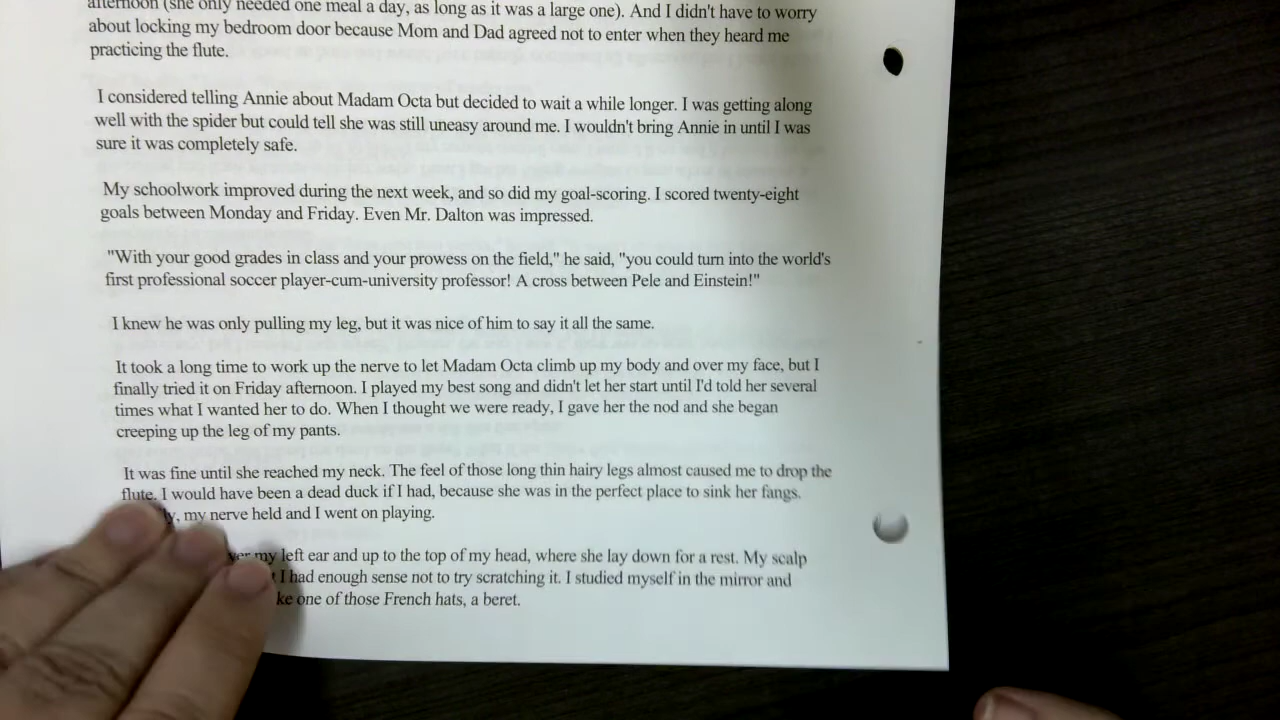 afternoon (she only needed one meal a day, as long as it was a large one). And I didn't have to worry
about locking my bedroom door because Mom and Dad agreed not to enter when they heard me
practicing the flute.
I considered telling Annie about Madam Octa but decided to wait a while longer. I was getting along
well with the spider but could tell she was still uneasy around me. I wouldn't bring Annie in until I was
sure it was completely safe.
My schoolwork improved during the next week, and so did my goal-scoring. I scored twenty-eight
goals between Monday and Friday. Even Mr. Dalton was impressed.
"With your good grades in class and your prowess on the field," he said, "you could turn into the world's
first professional soccer player-cum-university professor! A cross between Pele and Einstein!"
I knew he was only pulling my leg, but it was nice of him to say it all the same.
It took a long time to work up the nerve to let Madam Octa climb up my body and over my face, but I
finally tried it on Friday afternoon. I played my best song and didn't let her start until I'd told her several
times what I wanted her to do. When I thought we were ready, I gave her the nod and she began
creeping up the leg of my pants.
It was fine until she reached my neck. The feel of those long thin hairy legs almost caused me to drop the
flute. I would have been a dead duck if I had, because she was in the perfect place to sink her fangs.
my nerve held and I went on playing.
my left ear and up to the top of my head, where she lay down for a rest. My scalp
I had enough sense not to try scratching it. I studied myself in the mirror and
one of those French hats, a beret.